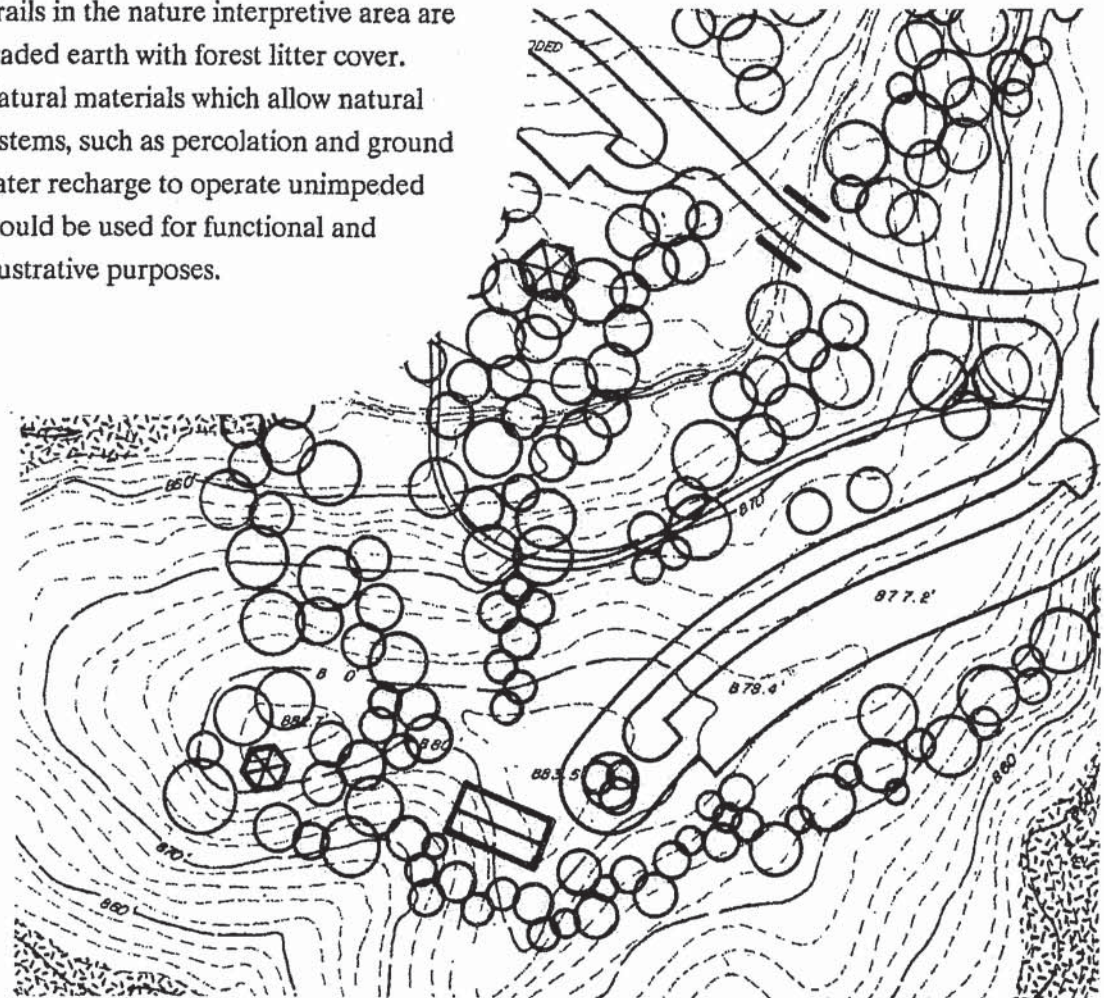 rails in the nature interpretive area are
aded earth with forest litter cover.
atural materials which allow natural
stems, such as percolation and ground
ater recharge to operate unimpeded
ould be used for functional and
ustrative purposes.
DED
860'
870'
877.2'
878.4'
880
883.5'
860
870
860'